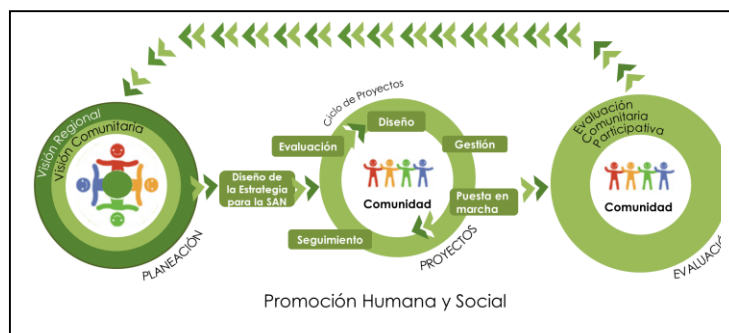 Visión Regional
Visión Comunitaria
PLANEACIÓN
Diseño de
la Estrategia
para la SAN
Ciclo de Proyectos
Diseño
Evaluación
Gestión
Comunidad
Puesta en
marcha
Seguimiento
PROYECTOS
Evaluación
Comunitaria
Participativa
Comunidad
Promoción Humana y Social